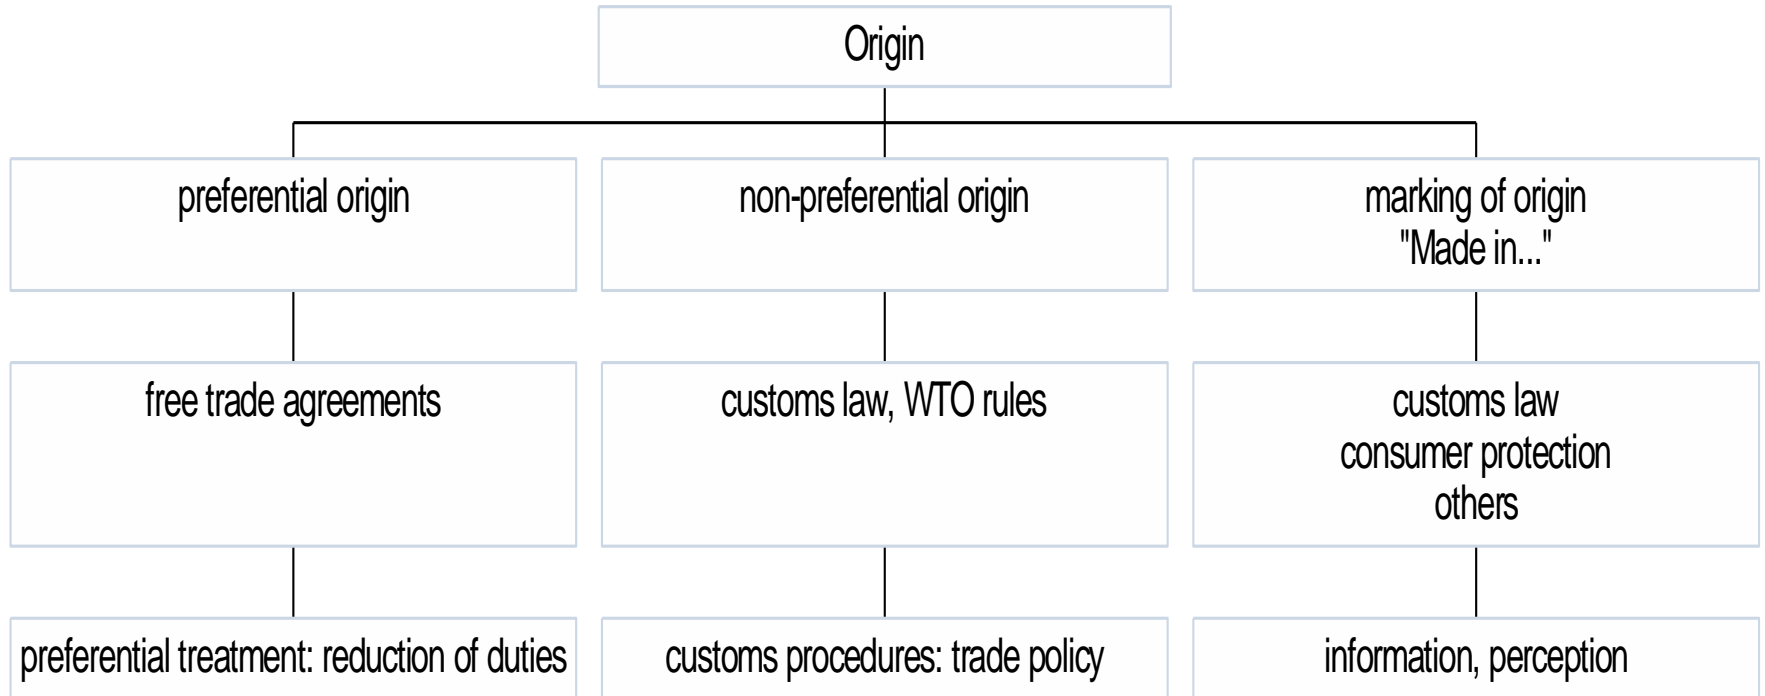 Origin
preferential origin
non-preferential origin
marking of origin
"Made in..."
free trade agreements
customs law, WTO rules
customs law
consumer protection
others
preferential treatment: reduction of duties
customs procedures: trade policy
information, perception